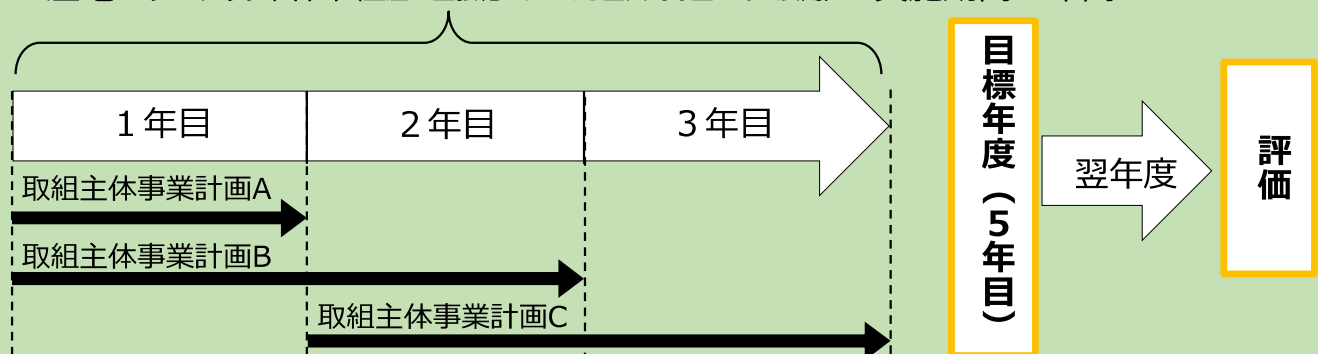 1年目
2年目
3年目
取組主体事業計画A
取組主体事業計画B
取組主体事業計画C
目標年度（5年目）
翌年度
評価